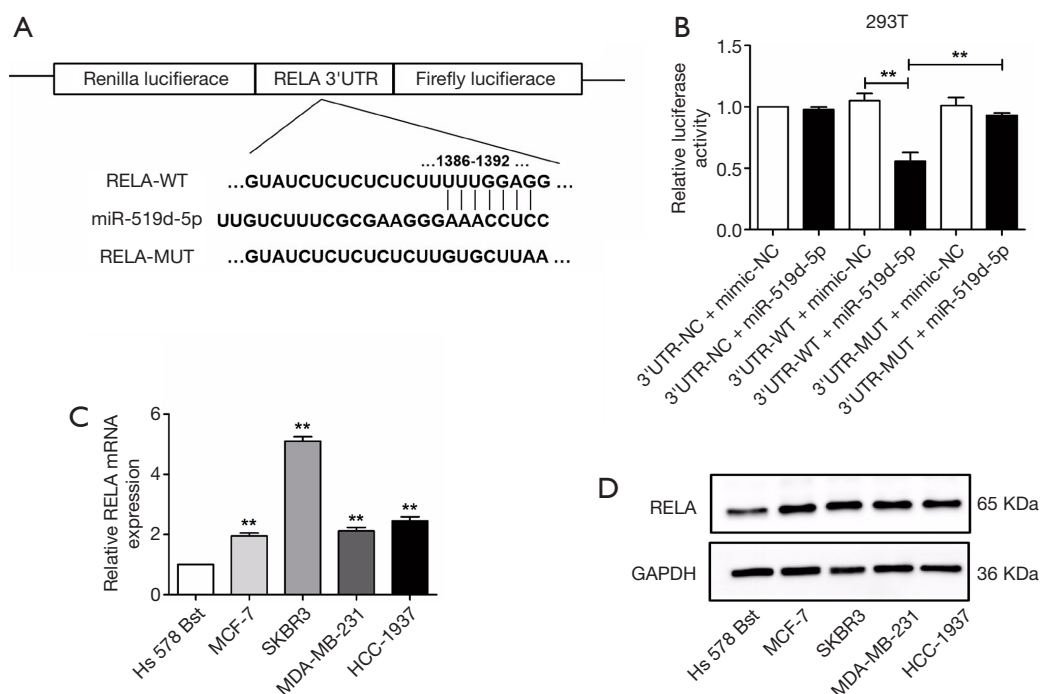 A
Renilla lucifierace RELA 3'UTR Firefly lucifierace
...1386-1392 ...
RELA-WT ...GUAUCUCUCUCUCUUUUUGGAGG ...
miR-519d-5p UUGUCUUUCGCGAAGGGAAACCUCC
RELA-MUT ...GUAUCUCUCUCUCUUGUGCUUAA ...
B
293T
Relative luciferase activity
1.5
1.0
0.5
0.0
**
**
3'UTR-NC + mimic-NC
3'UTR-NC + miR-519d-5p
3'UTR-WT + mimic-NC
3'UTR-WT + miR-519d-5p
3'UTR-MUT + mimic-NC
3'UTR-MUT + miR-519d-5p
C
Relative RELA mRNA
expression
6
4
2
0
**
**
**
**
Hs 578 Bst
MCF-7
SKBR3
MDA-MB-231
HCC-1937
D
RELA 65 KDa
GAPDH 36 KDa
Hs 578 Bst
MCF-7
SKBR3
MDA-MB-231
HCC-1937